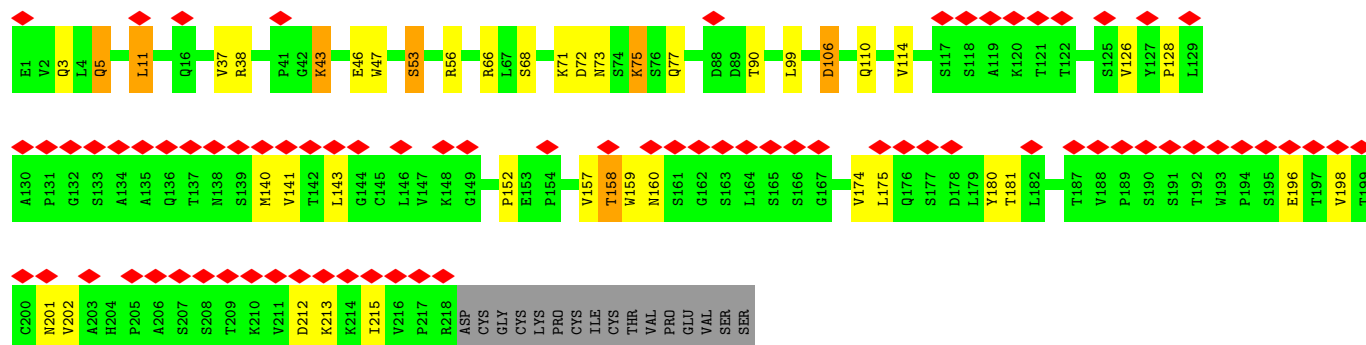 E1 V2 Q3 L4 Q5 L11 Q16 V37 R38 P41 G42 K43 E46 W47 S53 R56 R66 L67 S68 K71 D72 N73 S74 K75 S76 Q77 D88 D89 T90 L99 D106 Q110 V114 S117 S118 A119 K120 T121 T122 S125 V126 Y127 P128 L129
A130 P131 G132 S133 A134 A135 Q136 T137 N138 S139 M140 V141 T142 L143 G144 C145 L146 V147 K148 G149 P152 E153 P154 V157 T158 W159 N160 S161 G162 S163 L164 S165 S166 G167 V174 L175 Q176 S177 D178 L179 Y180 T181 L182 T187 V188 P189 S190 S191 T192 W193 P194 S195 E196 T197 V198 T199
C200 N201 V202 A203 H204 P205 A206 S207 S208 T209 K210 V211 D212 K213 K214 I215 V216 P217 R218 ASP CYS GLY CYS LYS PRO CYS ILE CYS THR VAL PRO GLU VAL SER SER